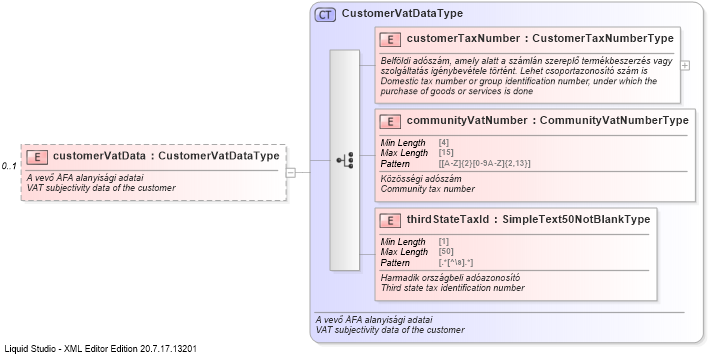 CT CustomerVatDataType
E customerTaxNumber : CustomerTaxNumberType
Belföldi adószám, amely alatt a számlán szereplő termékbeszerzés vagy
szolgáltatás igénybevétele történt. Lehet csoportazonosító szám is
Domestic tax number or group identification number, under which the
purchase of goods or services is done
E communityVatNumber : CommunityVatNumberType
Min Length [4]
Max Length [15]
Pattern [[A-Z]{2}[0-9A-Z]{2,13}]
Közösségi adószám
Community tax number
0..1
E customerVatData : CustomerVatDataType
A vevő ÁFA alanyisági adatai
VAT subjectivity data of the customer
E thirdStateTaxId : SimpleText50NotBlankType
Min Length [1]
Max Length [50]
Pattern [.*[^\s].*]
Harmadik országbeli adóazonosító
Third state tax identification number
A vevő ÁFA alanyisági adatai
VAT subjectivity data of the customer
Liquid Studio - XML Editor Edition 20.7.17.13201